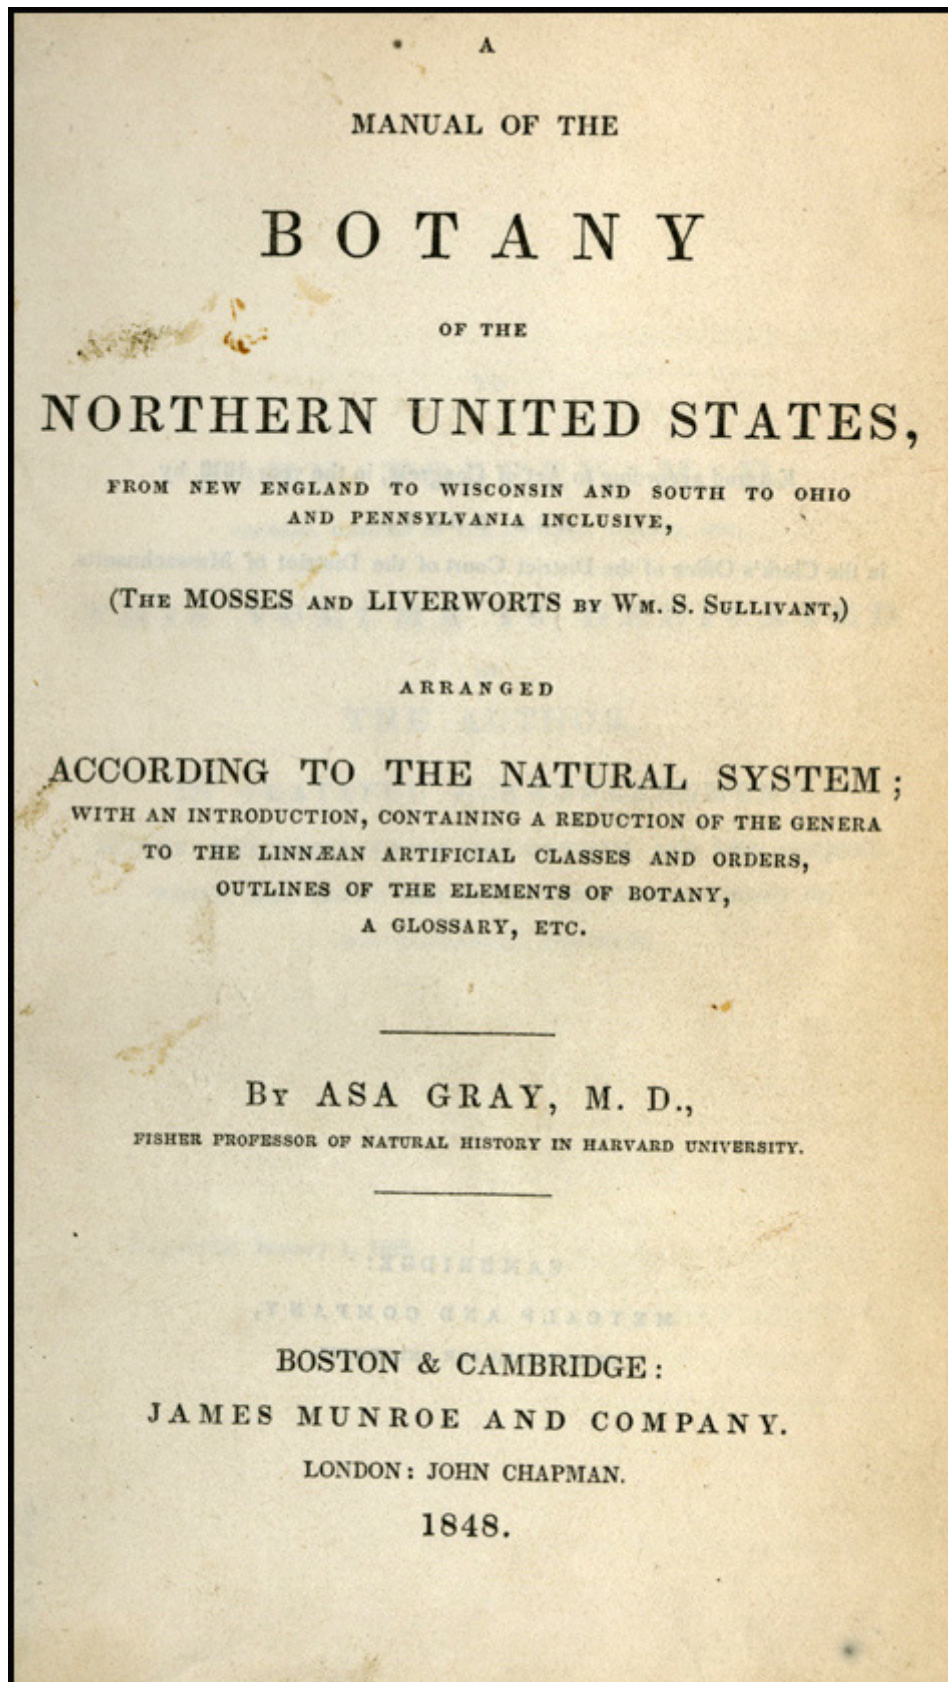 A
MANUAL OF THE
BOTANY
OF THE
NORTHERN UNITED STATES,
FROM NEW ENGLAND TO WISCONSIN AND SOUTH TO OHIO
AND PENNSYLVANIA INCLUSIVE,
(THE MOSSES AND LIVERWORTS BY WM. S. SULLIVANT,)
ARRANGED
ACCORDING TO THE NATURAL SYSTEM;
WITH AN INTRODUCTION, CONTAINING A REDUCTION OF THE GENERA
TO THE LINNÆAN ARTIFICIAL CLASSES AND ORDERS,
OUTLINES OF THE ELEMENTS OF BOTANY,
A GLOSSARY, ETC.
BY ASA GRAY, M. D.,
FISHER PROFESSOR OF NATURAL HISTORY IN HARVARD UNIVERSITY.
BOSTON & CAMBRIDGE:
JAMES MUNROE AND COMPANY.
LONDON: JOHN CHAPMAN.
1848.